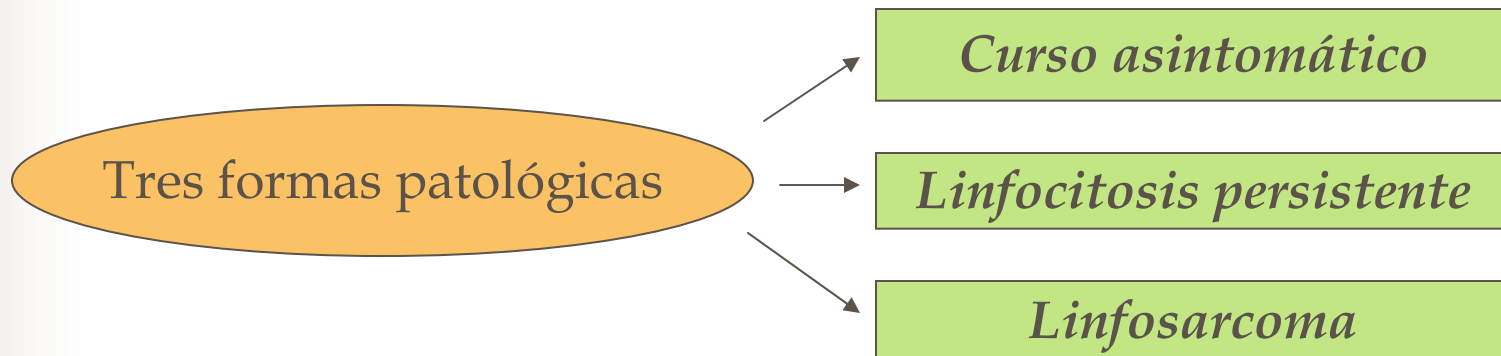 Tres formas patológicas
Curso asintomático
Linfocitosis persistente
Linfosarcoma